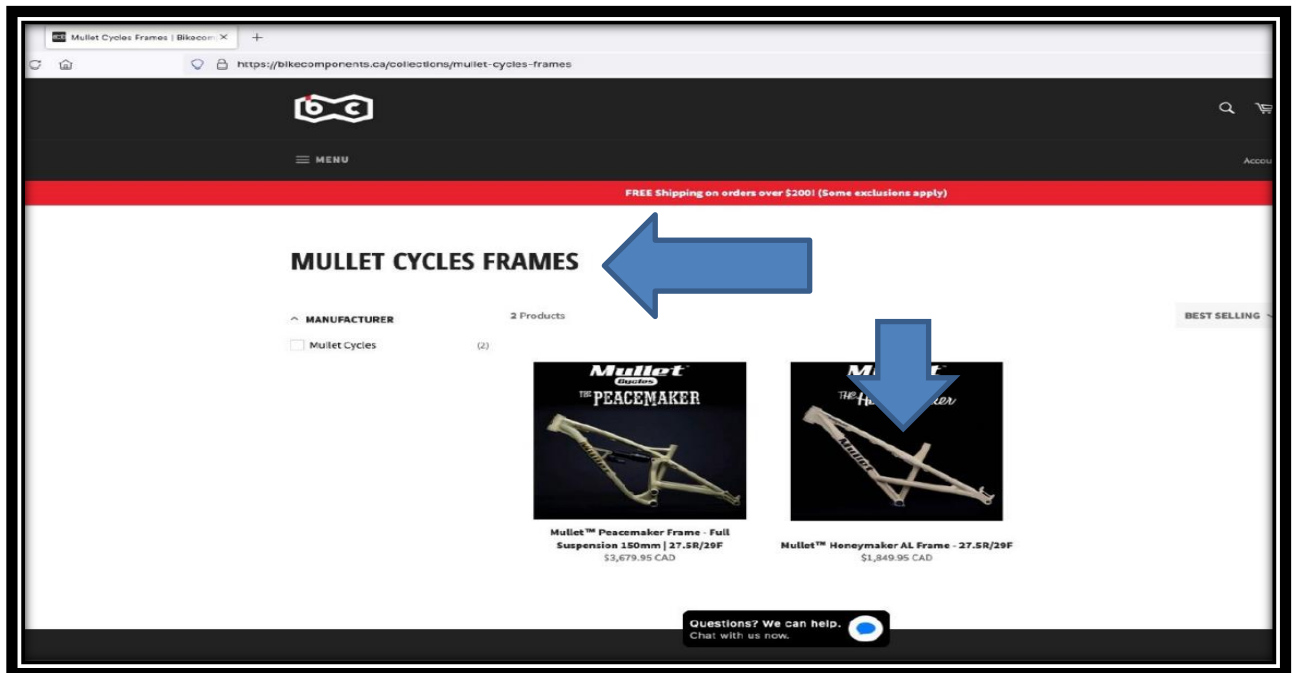 Mullet Cycles Frames | Bikecom
https://bikecomponents.ca/collections/mullet-cycles-frames
bc
MENU
Accou
FREE Shipping on orders over $200! (Some exclusions apply)
MULLET CYCLES FRAMES
MANUFACTURER
2 Products
BEST SELLING
Mullet Cycles (2)
Mullet
Cycles
THE PEACEMAKER
THE
Mullet
Mullet
Mullet™ Peacemaker Frame - Full
Suspension 150mm | 27.5R/29F
$3,679.95 CAD
Mullet™ Honeymaker AL Frame - 27.5R/29F
$1,849.95 CAD
Questions? We can help.
Chat with us now.